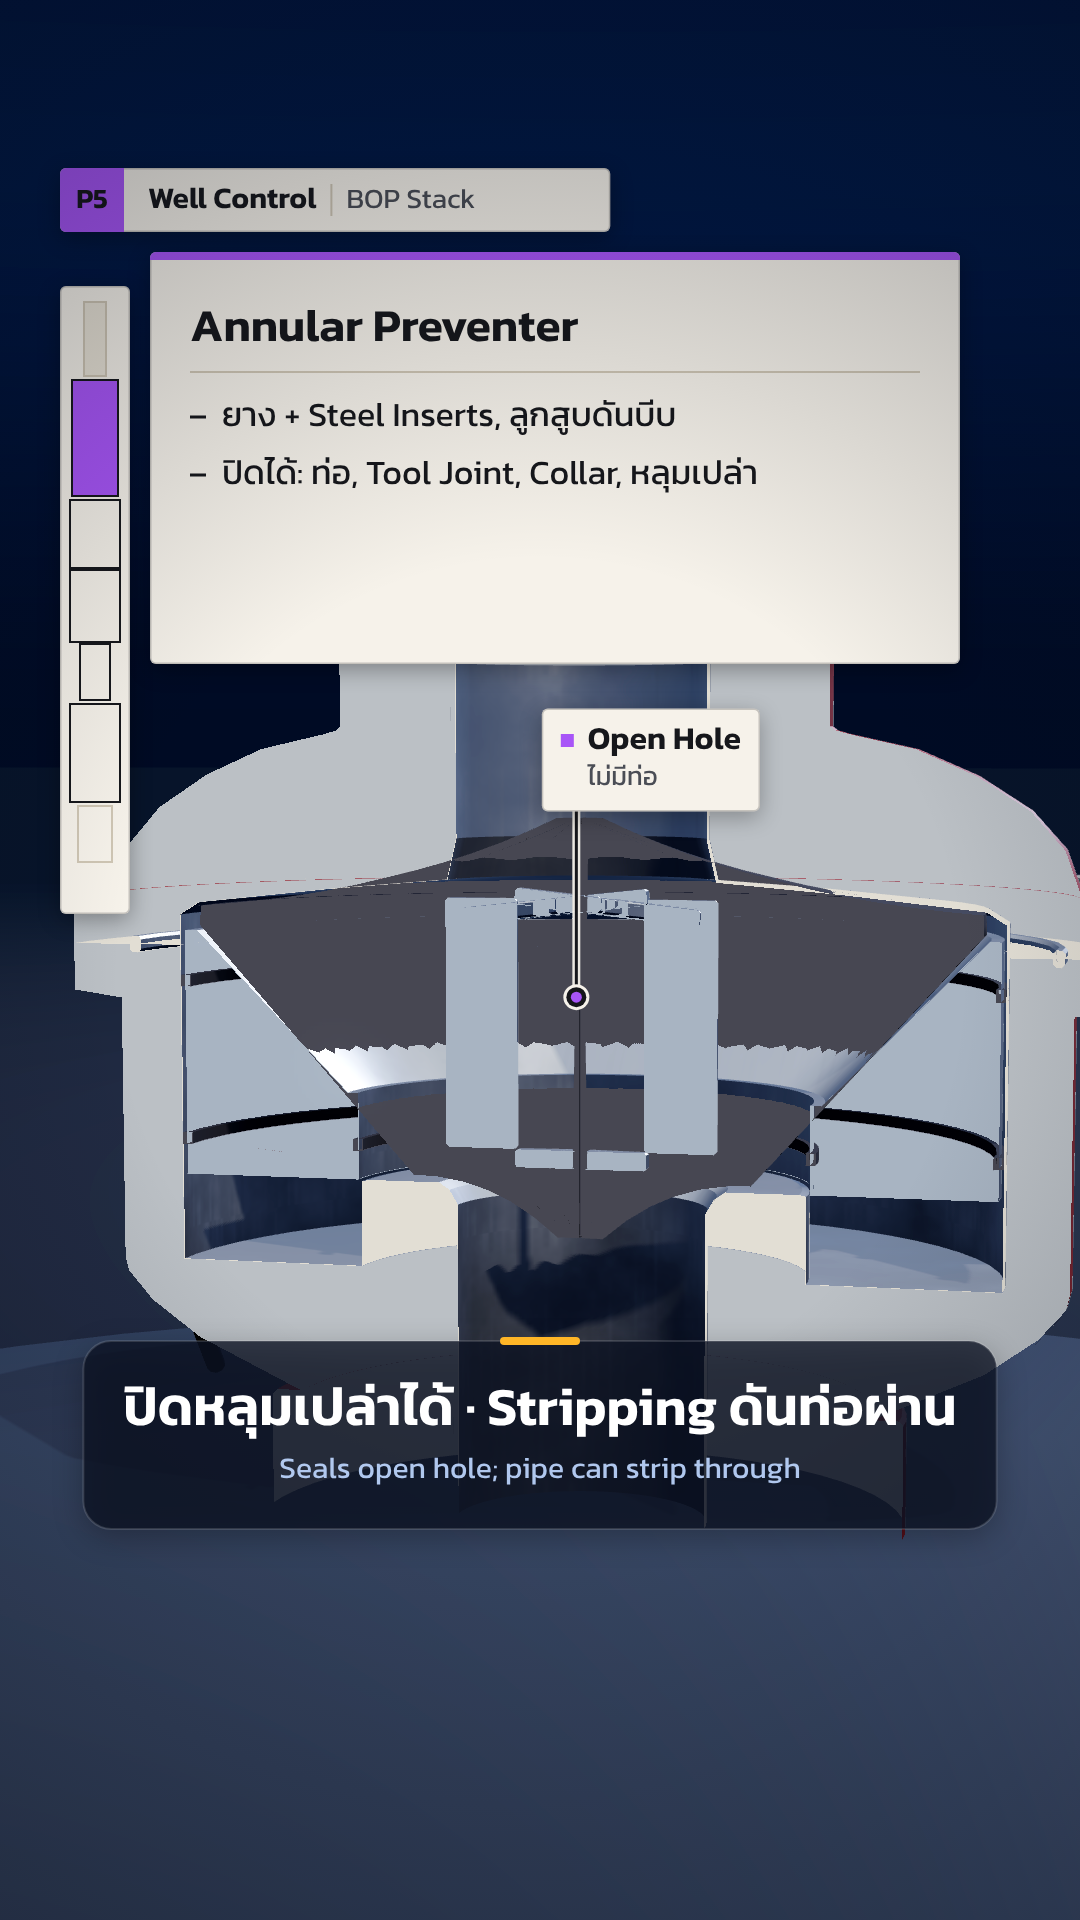 P5 Well Control | BOP Stack
Annular Preventer
– ยาง + Steel Inserts, ลูกสูบดันบีบ
– ปิดได้: ท่อ, Tool Joint, Collar, หลุมเปล่า
Open Hole
ไม่มีท่อ
ปิดหลุมเปล่าได้ · Stripping ดันท่อผ่าน
Seals open hole; pipe can strip through